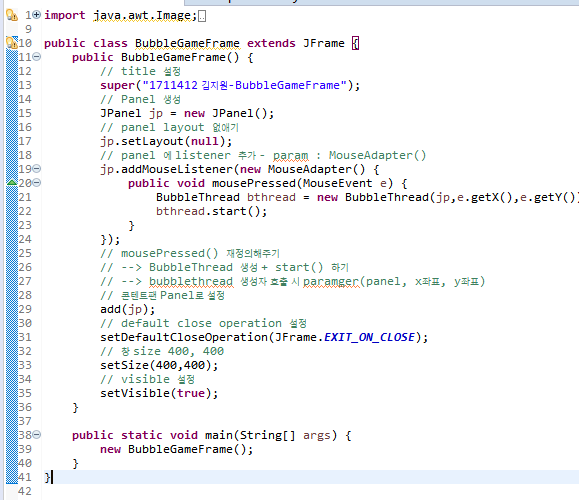 1 import java.awt.Image;
9
10 public class BubbleGameFrame extends JFrame {
11 public BubbleGameFrame() {
12 // title 설정
13 super("1711412 김지원-BubbleGameFrame");
14 // Panel 생성
15 JPanel jp = new JPanel();
16 // panel layout 없애기
17 jp.setLayout(null);
18 // panel 에 listener 추가 - param : MouseAdapter()
19 jp.addMouseListener(new MouseAdapter() {
20 public void mousePressed(MouseEvent e) {
21 BubbleThread bthread = new BubbleThread(jp,e.getX(),e.getY())
22 bthread.start();
23 }
24 });
25 // mousePressed() 재정의해주기
26 // --> BubbleThread 생성 + start() 하기
27 // --> bubblethread 생성자 호출 시 paramger(panel, x좌표, y좌표)
28 // 콘텐트팬 Panel로 설정
29 add(jp);
30 // default close operation 설정
31 setDefaultCloseOperation(JFrame.EXIT_ON_CLOSE);
32 // 창 size 400, 400
33 setSize(400,400);
34 // visible 설정
35 setVisible(true);
36 }
37
38 public static void main(String[] args) {
39 new BubbleGameFrame();
40 }
41 }
42